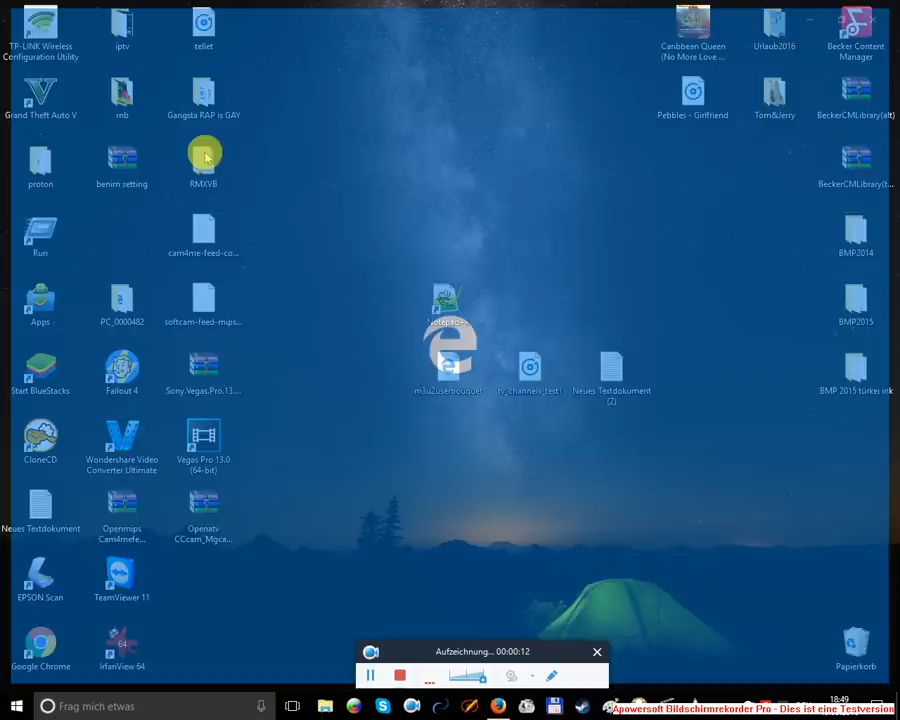 TP-LINK Wireless
Configuration Utility
iptv
tellet
Caribbean Queen
(No More Love ...
Urlaub2016
Becker Content
Manager
Grand Theft Auto V
rnb
Gangsta RAP is GAY
Pebbles - Girlfriend
Tom&Jerry
BeckerCMLibrary(alt)
proton
benim setting
RMXVB
BeckerCMLibrary(t...
Run
cam4me-feed-co...
BMP2014
Apps
PC_0000482
softcam-feed-mips...
Notepad++
BMP2015
Start BlueStacks
Fallout 4
Sony.Vegas.Pro.13....
m3u2userbouquet
tv_channels_test1
Neues Textdokument
(2)
BMP 2015 türkei ink
CloneCD
Wondershare Video
Converter Ultimate
Vegas Pro 13.0
(64-bit)
Neues Textdokument
Openmips
Cam4mefe...
Openatv
CCcam_Mgca...
EPSON Scan
TeamViewer 11
Google Chrome
64
IrfanView 64
Papierkorb
Aufzeichnung... 00:00:12
Frag mich etwas
18:49
Apowersoft Bildschirmrekorder Pro - Dies ist eine Testversion